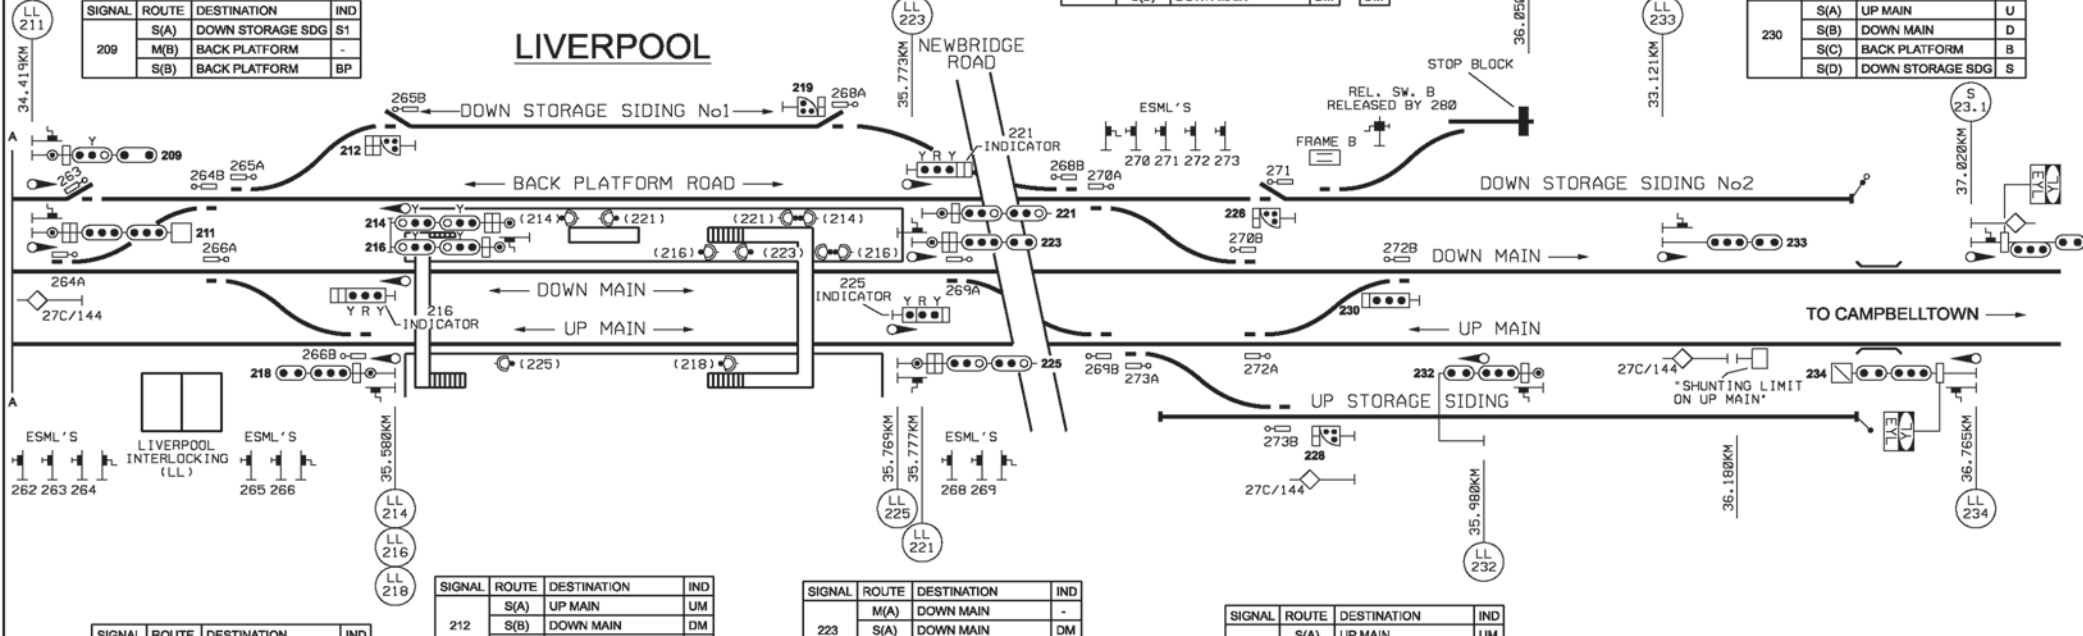 LL
211
SIGNAL ROUTE DESTINATION IND
209
S(A) DOWN STORAGE SDG S1
M(B) BACK PLATFORM -
S(B) BACK PLATFORM BP
LIVERPOOL
LL
223
NEWBRIDGE
ROAD
LL
233
230
S(A) UP MAIN U
S(B) DOWN MAIN D
S(C) BACK PLATFORM B
S(D) DOWN STORAGE SDG S
34.419KM
35.773KM
33.121KM
STOP BLOCK
S
23.1
37.020KM
265B
DOWN STORAGE SIDING No1
219
268A
ESML'S
REL. SW. B
RELEASED BY 280
FRAME B
A
Y
209
212
221
INDICATOR
Y R Y
270 271 272 273
263
264B
265A
BACK PLATFORM ROAD
268B
270A
271
DOWN STORAGE SIDING No2
211
266A
214
Y Y
(214) (221)
(221) (214)
221
226
216
Y
(216) (223) (216)
223
270B
272B
DOWN MAIN
233
264A
27C/144
Y R Y
216
INDICATOR
DOWN MAIN
UP MAIN
225
INDICATOR
Y R Y
269A
230
UP MAIN
TO CAMPBELLTOWN
266B
218
(225)
(218)
225
269B
273A
272A
232
27C/144
"SHUNTING LIMIT
ON UP MAIN"
234
A
UP STORAGE SIDING
ESML'S
262 263 264
LIVERPOOL
INTERLOCKING
(LL)
ESML'S
265 266
35.580KM
35.769KM
35.777KM
ESML'S
268 269
273B
228
27C/144
35.980KM
36.180KM
36.765KM
LL
214
LL
216
LL
218
LL
225
LL
221
LL
232
LL
234
SIGNAL ROUTE DESTINATION IND
212
S(A) UP MAIN UM
S(B) DOWN MAIN DM
SIGNAL ROUTE DESTINATION IND
223
M(A) DOWN MAIN -
S(A) DOWN MAIN DM
SIGNAL ROUTE DESTINATION IND
S(A) UP MAIN UM
SIGNAL ROUTE DESTINATION IND